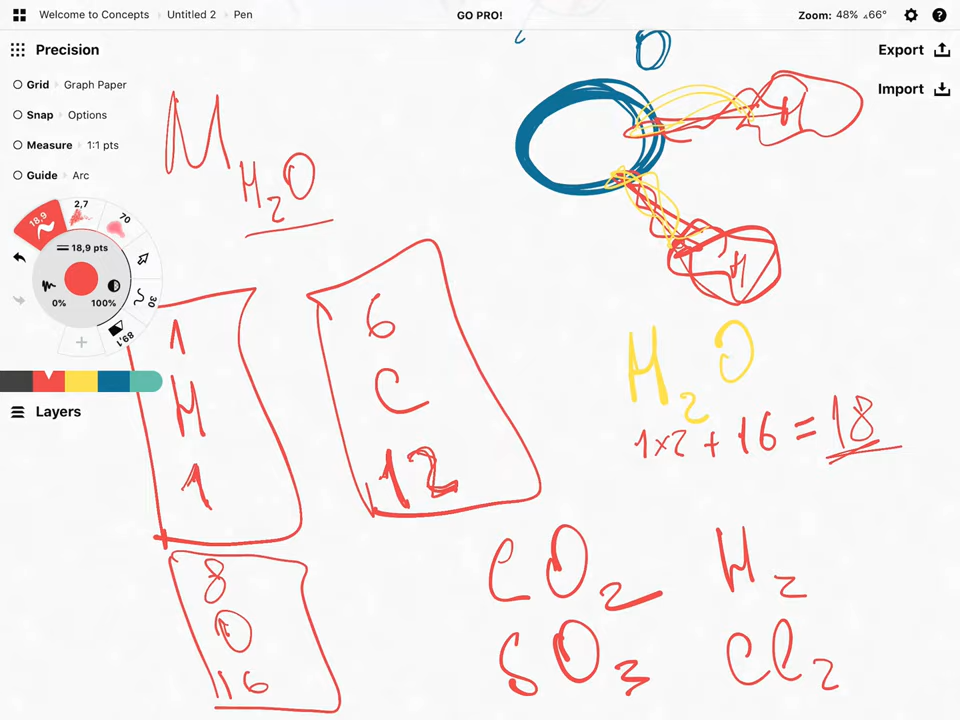 Welcome to Concepts Untitled 2 Pen
GO PRO!
Zoom: 48% 66°
Precision
Export
Import
Grid Graph Paper
Snap Options
Measure 1:1 pts
Guide Arc
18,9
2,7
70
18,9 pts
0% 100%
30
89,1
Layers
O
H
H
M H₂O
1
H
1
6
C
12
8
O
16
H₂O
1×2 + 16 = 18
CO₂ H₂
SO₃ Cl₂